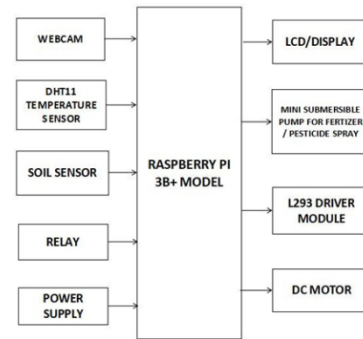 WEBCAM
DHT11
TEMPERATURE
SENSOR
SOIL SENSOR
RELAY
POWER
SUPPLY
RASPBERRY PI
3B+ MODEL
LCD/DISPLAY
MINI SUBMERSIBLE
PUMP FOR FERTIZER
/ PESTICIDE SPRAY
L293 DRIVER
MODULE
DC MOTOR